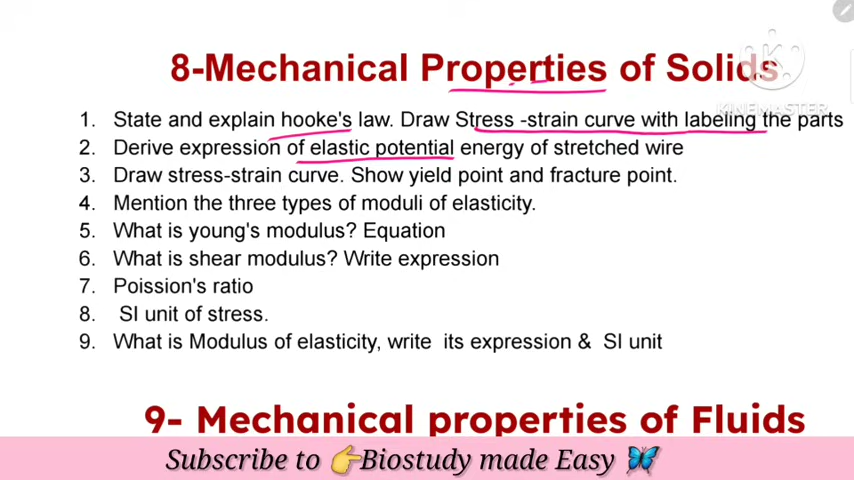 8-Mechanical Properties of Solids
KINEMASTER
1. State and explain hooke's law. Draw Stress -strain curve with labeling the parts
2. Derive expression of elastic potential energy of stretched wire
3. Draw stress-strain curve. Show yield point and fracture point.
4. Mention the three types of moduli of elasticity.
5. What is young's modulus? Equation
6. What is shear modulus? Write expression
7. Poission's ratio
8. SI unit of stress.
9. What is Modulus of elasticity, write its expression & SI unit
9- Mechanical properties of Fluids
Subscribe to 👉Biostudy made Easy 🦋